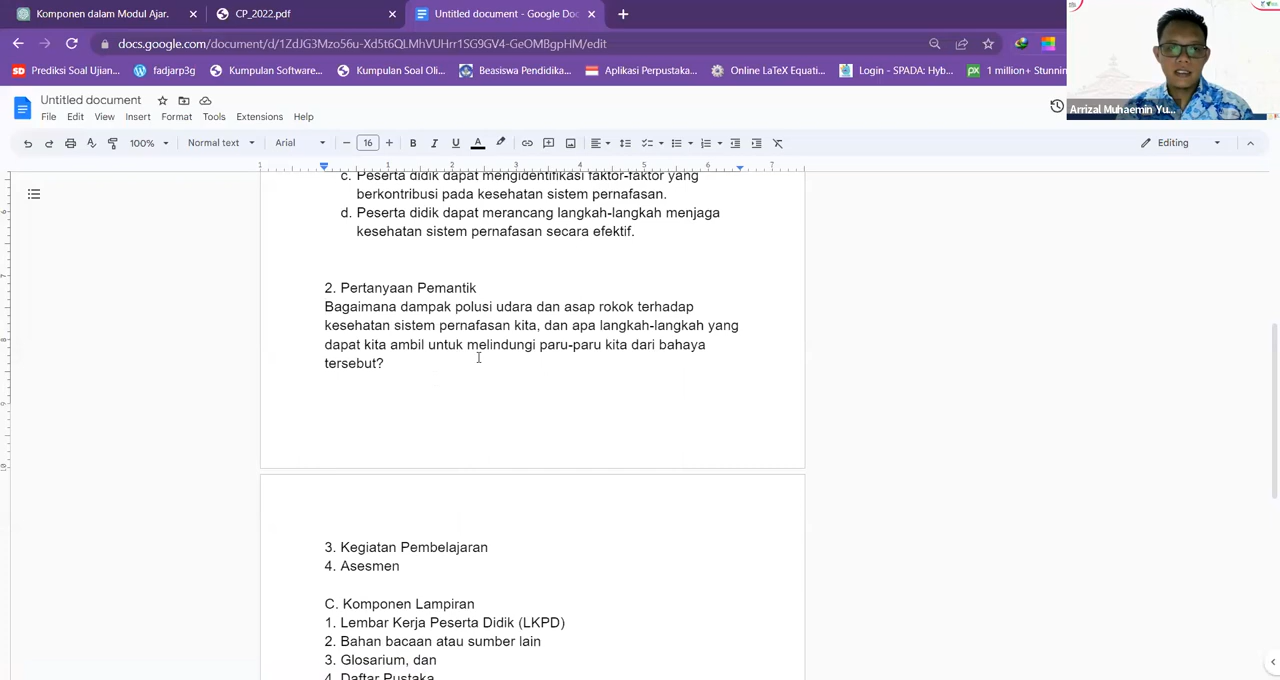 Komponen dalam Modul Ajar.
CP_2022.pdf
Untitled document - Google Doc
docs.google.com/document/d/1ZdJG3Mzo56u-Xd5t6QLMhVUHrr1SG9GV4-GeOMBgpHM/edit
Prediksi Soal Ujian...
fadjarp3g
Kumpulan Software...
Kumpulan Soal Oli...
Beasiswa Pendidika...
Aplikasi Perpustaka...
Online LaTeX Equati...
Login - SPADA: Hyb...
1 million+ Stunnin
Arrizal Muhaemin Yu...
Untitled document
File Edit View Insert Format Tools Extensions Help
100% Normal text Arial 16 Editing
c. Peserta didik dapat mengidentifikasi faktor-faktor yang
berkontribusi pada kesehatan sistem pernafasan.
d. Peserta didik dapat merancang langkah-langkah menjaga
kesehatan sistem pernafasan secara efektif.
2. Pertanyaan Pemantik
Bagaimana dampak polusi udara dan asap rokok terhadap
kesehatan sistem pernafasan kita, dan apa langkah-langkah yang
dapat kita ambil untuk melindungi paru-paru kita dari bahaya
tersebut?
3. Kegiatan Pembelajaran
4. Asesmen
C. Komponen Lampiran
1. Lembar Kerja Peserta Didik (LKPD)
2. Bahan bacaan atau sumber lain
3. Glosarium, dan
4. Daftar Pustaka